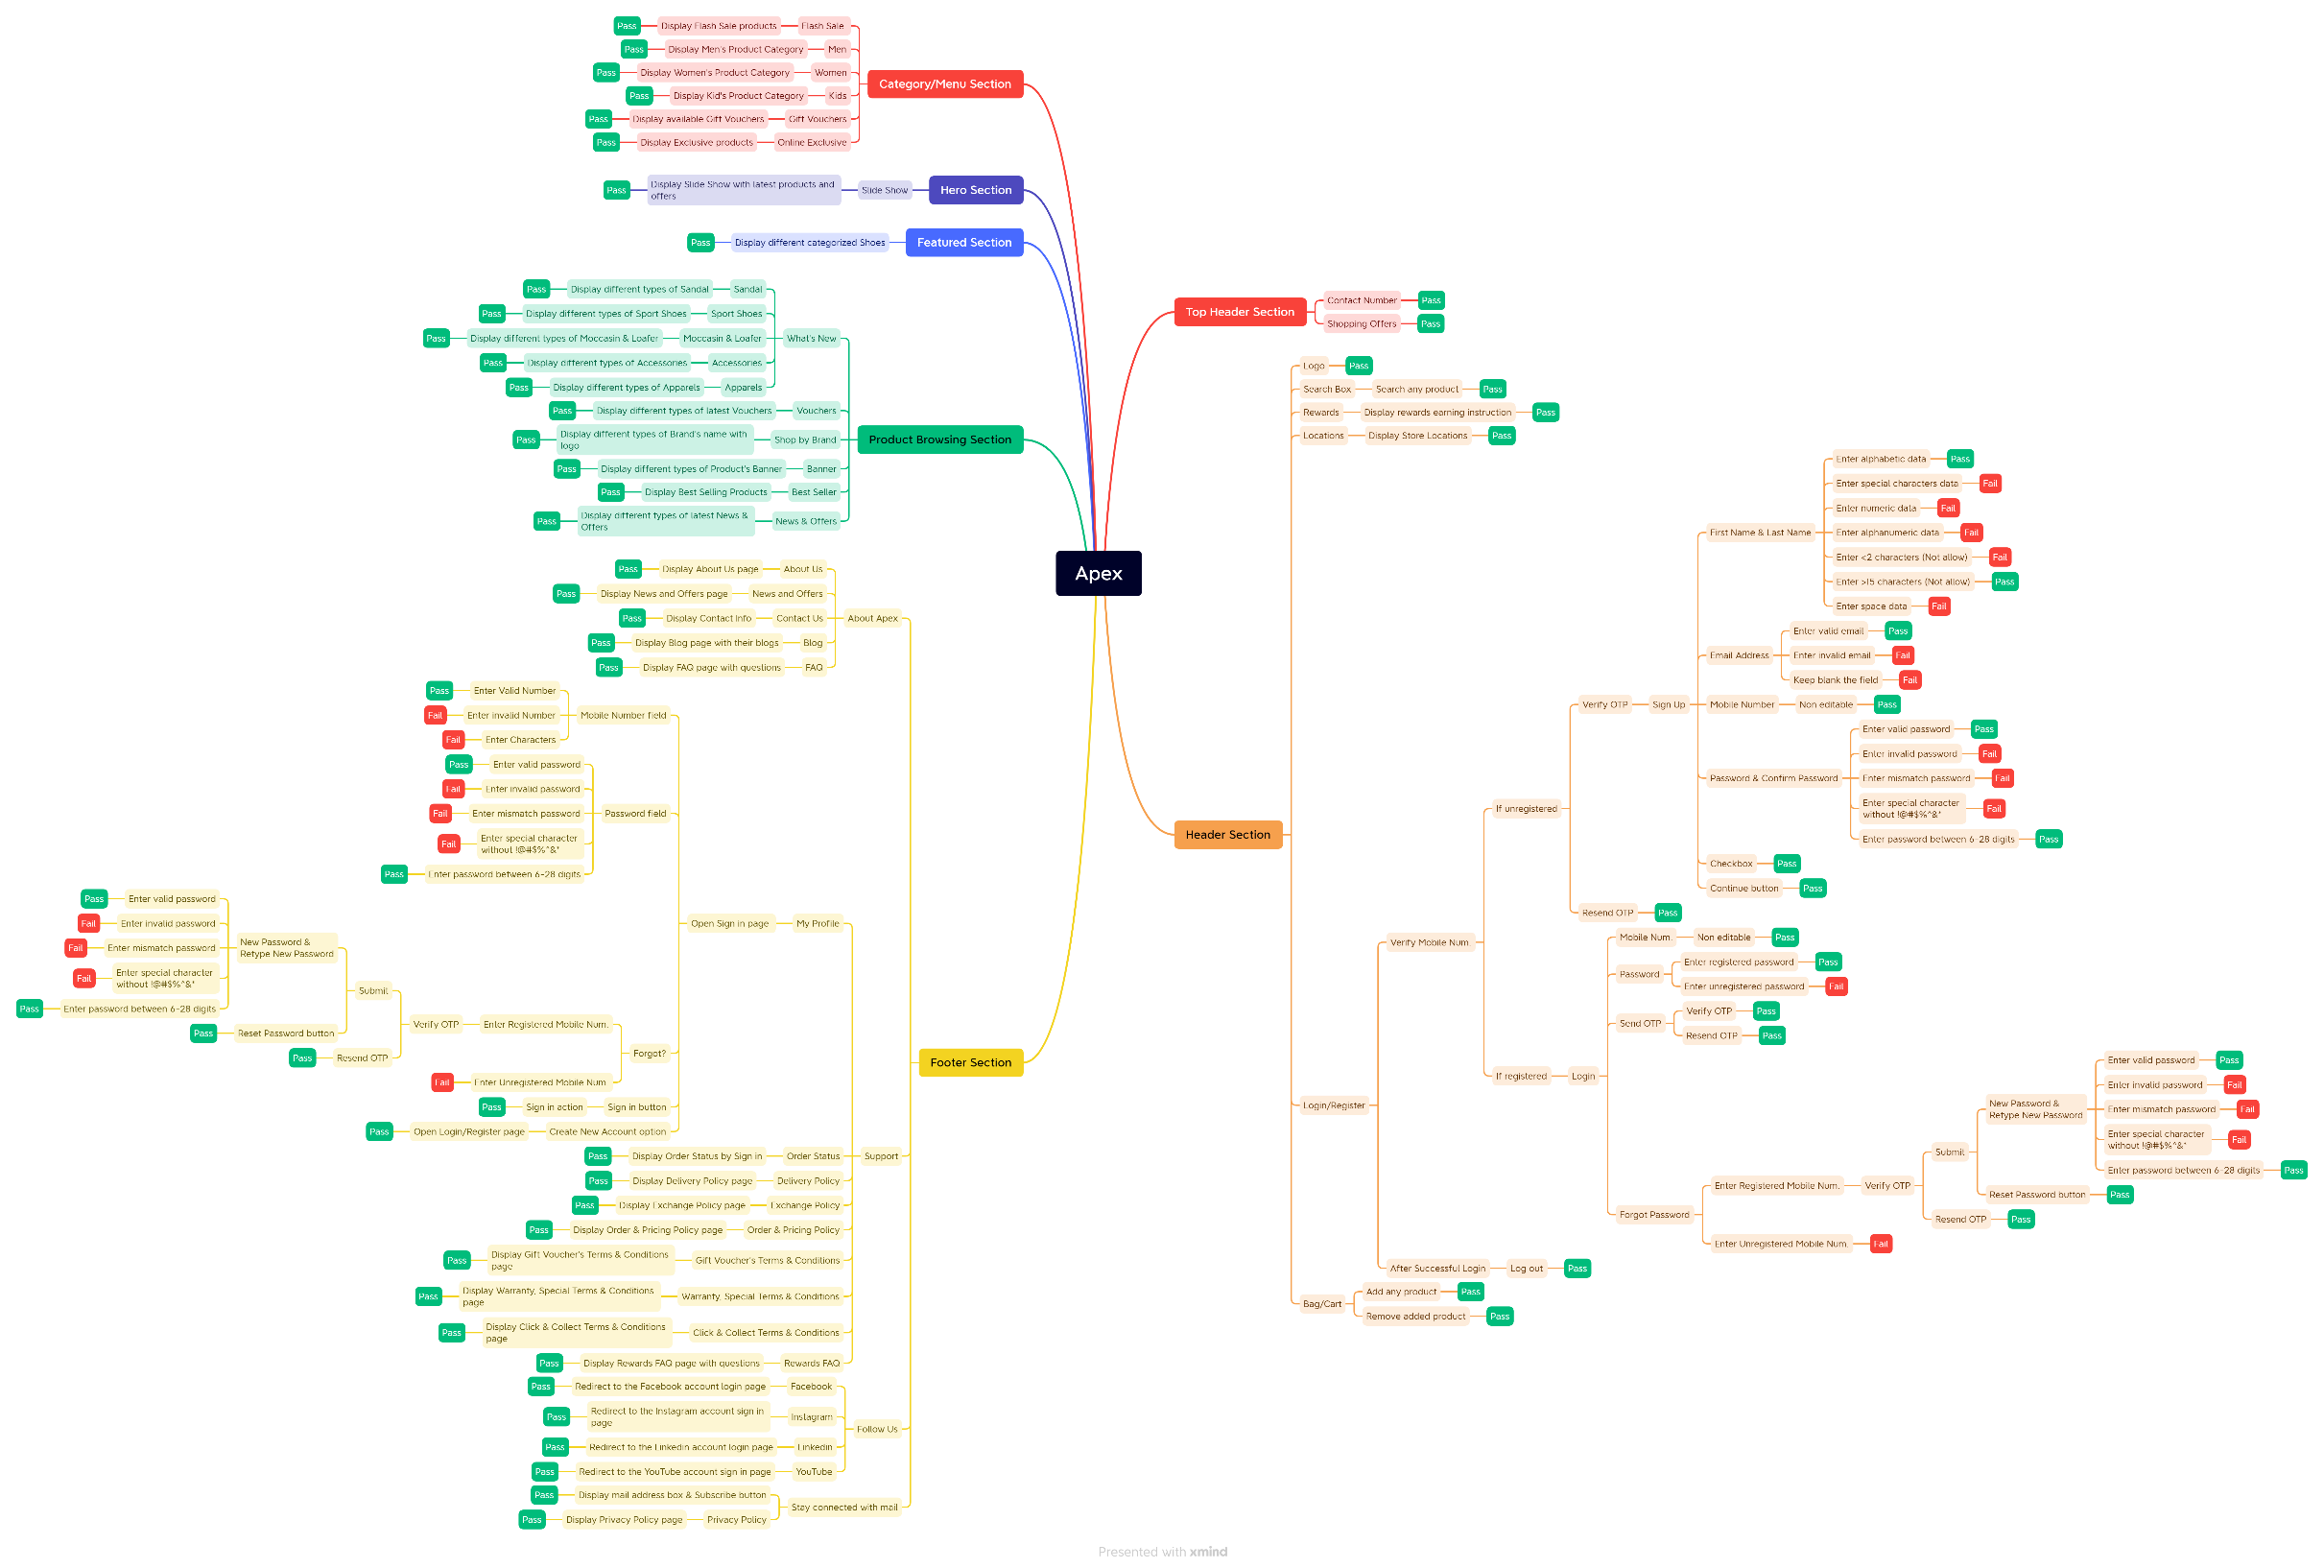 Apex
Category/Menu Section
Flash Sale
Display Flash Sale products
Pass
Men
Display Men's Product Category
Pass
Women
Display Women's Product Category
Pass
Kids
Display Kid's Product Category
Pass
Gift Vouchers
Display available Gift Vouchers
Pass
Online Exclusive
Display Exclusive products
Pass
Hero Section
Slide Show
Display Slide Show with latest products and
offers
Pass
Featured Section
Display different categorized Shoes
Pass
Product Browsing Section
What's New
Sandal
Display different types of Sandal
Pass
Sport Shoes
Display different types of Sport Shoes
Pass
Moccasin & Loafer
Display different types of Moccasin & Loafer
Pass
Accessories
Display different types of Accessories
Pass
Apparels
Display different types of Apparels
Pass
Vouchers
Display different types of latest Vouchers
Pass
Shop by Brand
Display different types of Brand's name with
logo
Pass
Banner
Display different types of Product's Banner
Pass
Best Seller
Display Best Selling Products
Pass
News & Offers
Display different types of latest News &
Offers
Pass
Footer Section
About Apex
About Us
Display About Us page
Pass
News and Offers
Display News and Offers page
Pass
Contact Us
Display Contact Info
Pass
Blog
Display Blog page with their blogs
Pass
FAQ
Display FAQ page with questions
Pass
Support
My Profile
Open Sign in page
Mobile Number field
Enter Valid Number
Pass
Enter invalid Number
Fail
Enter Characters
Fail
Password field
Enter valid password
Pass
Enter invalid password
Fail
Enter mismatch password
Fail
Enter special character
without !@#$%^&*
Fail
Enter password between 6-28 digits
Pass
Forgot?
Enter Registered Mobile Num.
Verify OTP
Submit
New Password &
Retype New Password
Enter valid password
Pass
Enter invalid password
Fail
Enter mismatch password
Fail
Enter special character
without !@#$%^&*
Fail
Enter password between 6-28 digits
Pass
Reset Password button
Pass
Resend OTP
Pass
Enter Unregistered Mobile Num.
Fail
Sign in button
Sign in action
Pass
Create New Account option
Open Login/Register page
Pass
Order Status
Display Order Status by Sign in
Pass
Delivery Policy
Display Delivery Policy page
Pass
Exchange Policy
Display Exchange Policy page
Pass
Order & Pricing Policy
Display Order & Pricing Policy page
Pass
Gift Voucher's Terms & Conditions
Display Gift Voucher's Terms & Conditions
page
Pass
Warranty, Special Terms & Conditions
Display Warranty, Special Terms & Conditions
page
Pass
Click & Collect Terms & Conditions
Display Click & Collect Terms & Conditions
page
Pass
Rewards FAQ
Display Rewards FAQ page with questions
Pass
Follow Us
Facebook
Redirect to the Facebook account login page
Pass
Instagram
Redirect to the Instagram account sign in
page
Pass
Linkedin
Redirect to the Linkedin account login page
Pass
YouTube
Redirect to the YouTube account sign in page
Pass
Stay connected with mail
Display mail address box & Subscribe button
Pass
Privacy Policy
Display Privacy Policy page
Pass
Top Header Section
Contact Number
Pass
Shopping Offers
Pass
Header Section
Logo
Pass
Search Box
Search any product
Pass
Rewards
Display rewards earning instruction
Pass
Locations
Display Store Locations
Pass
Login/Register
Verify Mobile Num.
If unregistered
Verify OTP
Sign Up
First Name & Last Name
Enter alphabetic data
Pass
Enter special characters data
Fail
Enter numeric data
Fail
Enter alphanumeric data
Fail
Enter <2 characters (Not allow)
Fail
Enter >15 characters (Not allow)
Pass
Enter space data
Fail
Email Address
Enter valid email
Pass
Enter invalid email
Fail
Keep blank the field
Fail
Mobile Number
Non editable
Pass
Password & Confirm Password
Enter valid password
Pass
Enter invalid password
Fail
Enter mismatch password
Fail
Enter special character
without !@#$%^&*
Fail
Enter password between 6-28 digits
Pass
Checkbox
Pass
Continue button
Pass
Resend OTP
Pass
If registered
Login
Mobile Num.
Non editable
Pass
Password
Enter registered password
Pass
Enter unregistered password
Fail
Send OTP
Verify OTP
Pass
Resend OTP
Pass
Forgot Password
Enter Registered Mobile Num.
Verify OTP
Submit
New Password &
Retype New Password
Enter valid password
Pass
Enter invalid password
Fail
Enter mismatch password
Fail
Enter special character
without !@#$%^&*
Fail
Enter password between 6-28 digits
Pass
Reset Password button
Pass
Resend OTP
Pass
Enter Unregistered Mobile Num.
Fail
After Successful Login
Log out
Pass
Bag/Cart
Add any product
Pass
Remove added product
Pass
Presented with xmind